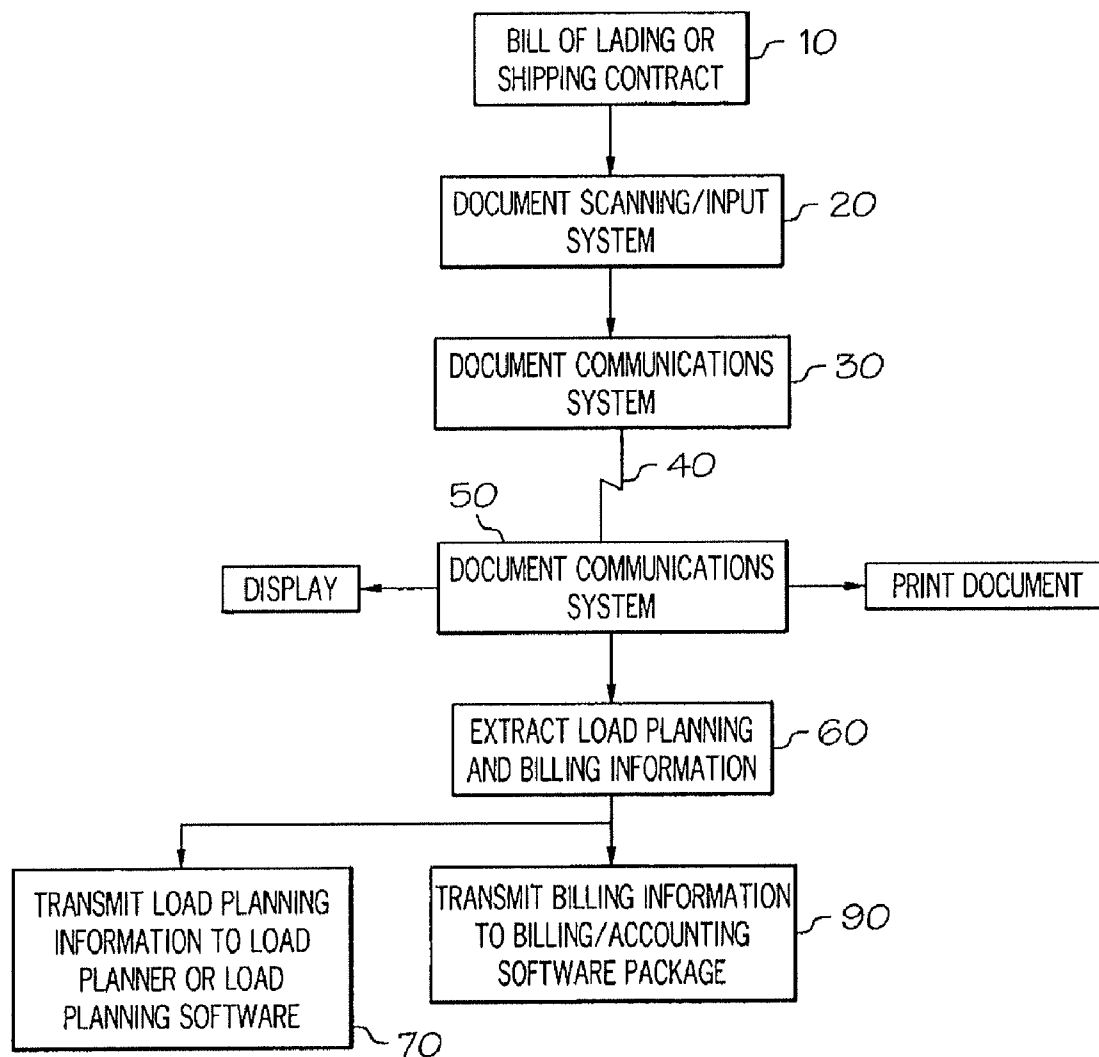 BILL OF LADING OR
SHIPPING CONTRACT
10
DOCUMENT SCANNING/INPUT
SYSTEM
20
DOCUMENT COMMUNICATIONS
SYSTEM
30
40
50
DISPLAY
DOCUMENT COMMUNICATIONS
SYSTEM
PRINT DOCUMENT
EXTRACT LOAD PLANNING
AND BILLING INFORMATION
60
TRANSMIT LOAD PLANNING
INFORMATION TO LOAD
PLANNER OR LOAD
PLANNING SOFTWARE
70
TRANSMIT BILLING INFORMATION
TO BILLING/ACCOUNTING
SOFTWARE PACKAGE
90